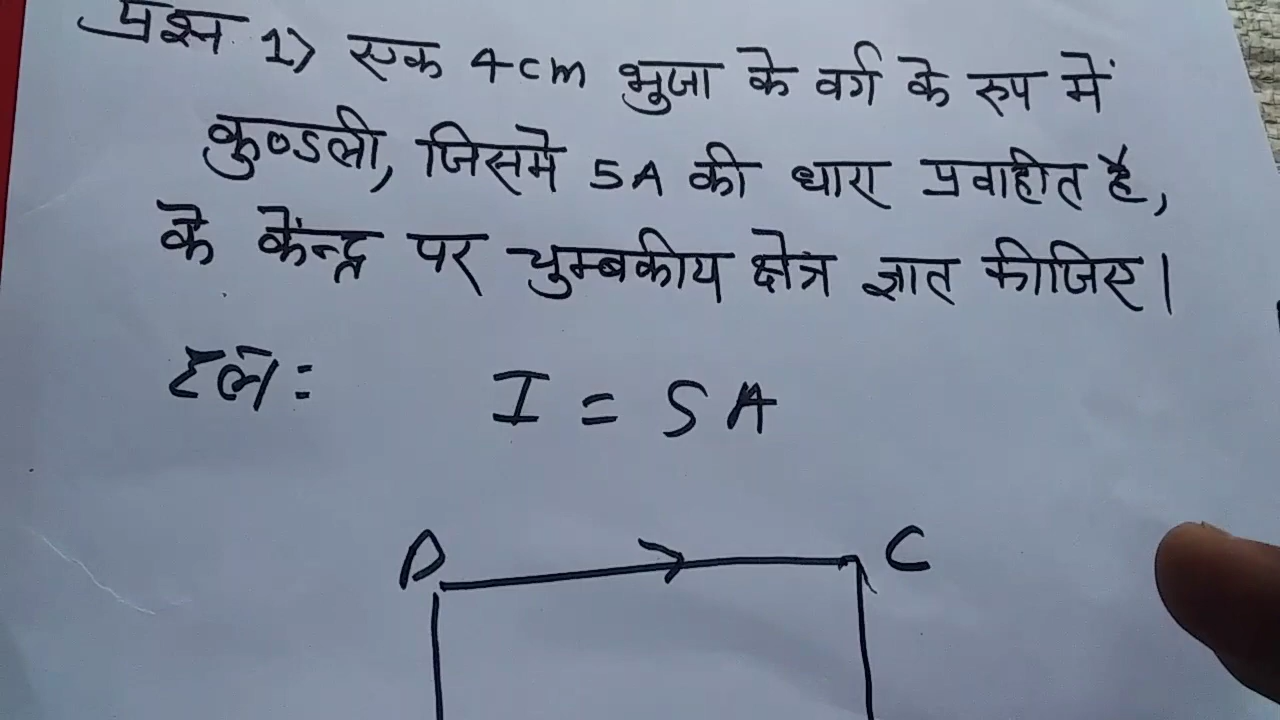 प्रश्न 1) एक 4cm भुजा के वर्ग के रुप में
कुण्डली, जिसमे 5A की धारा प्रवाहीत है,
के केंन्द्र पर चुम्बकीय क्षेत्र ज्ञात कीजिए।
हल: I = 5A
D C